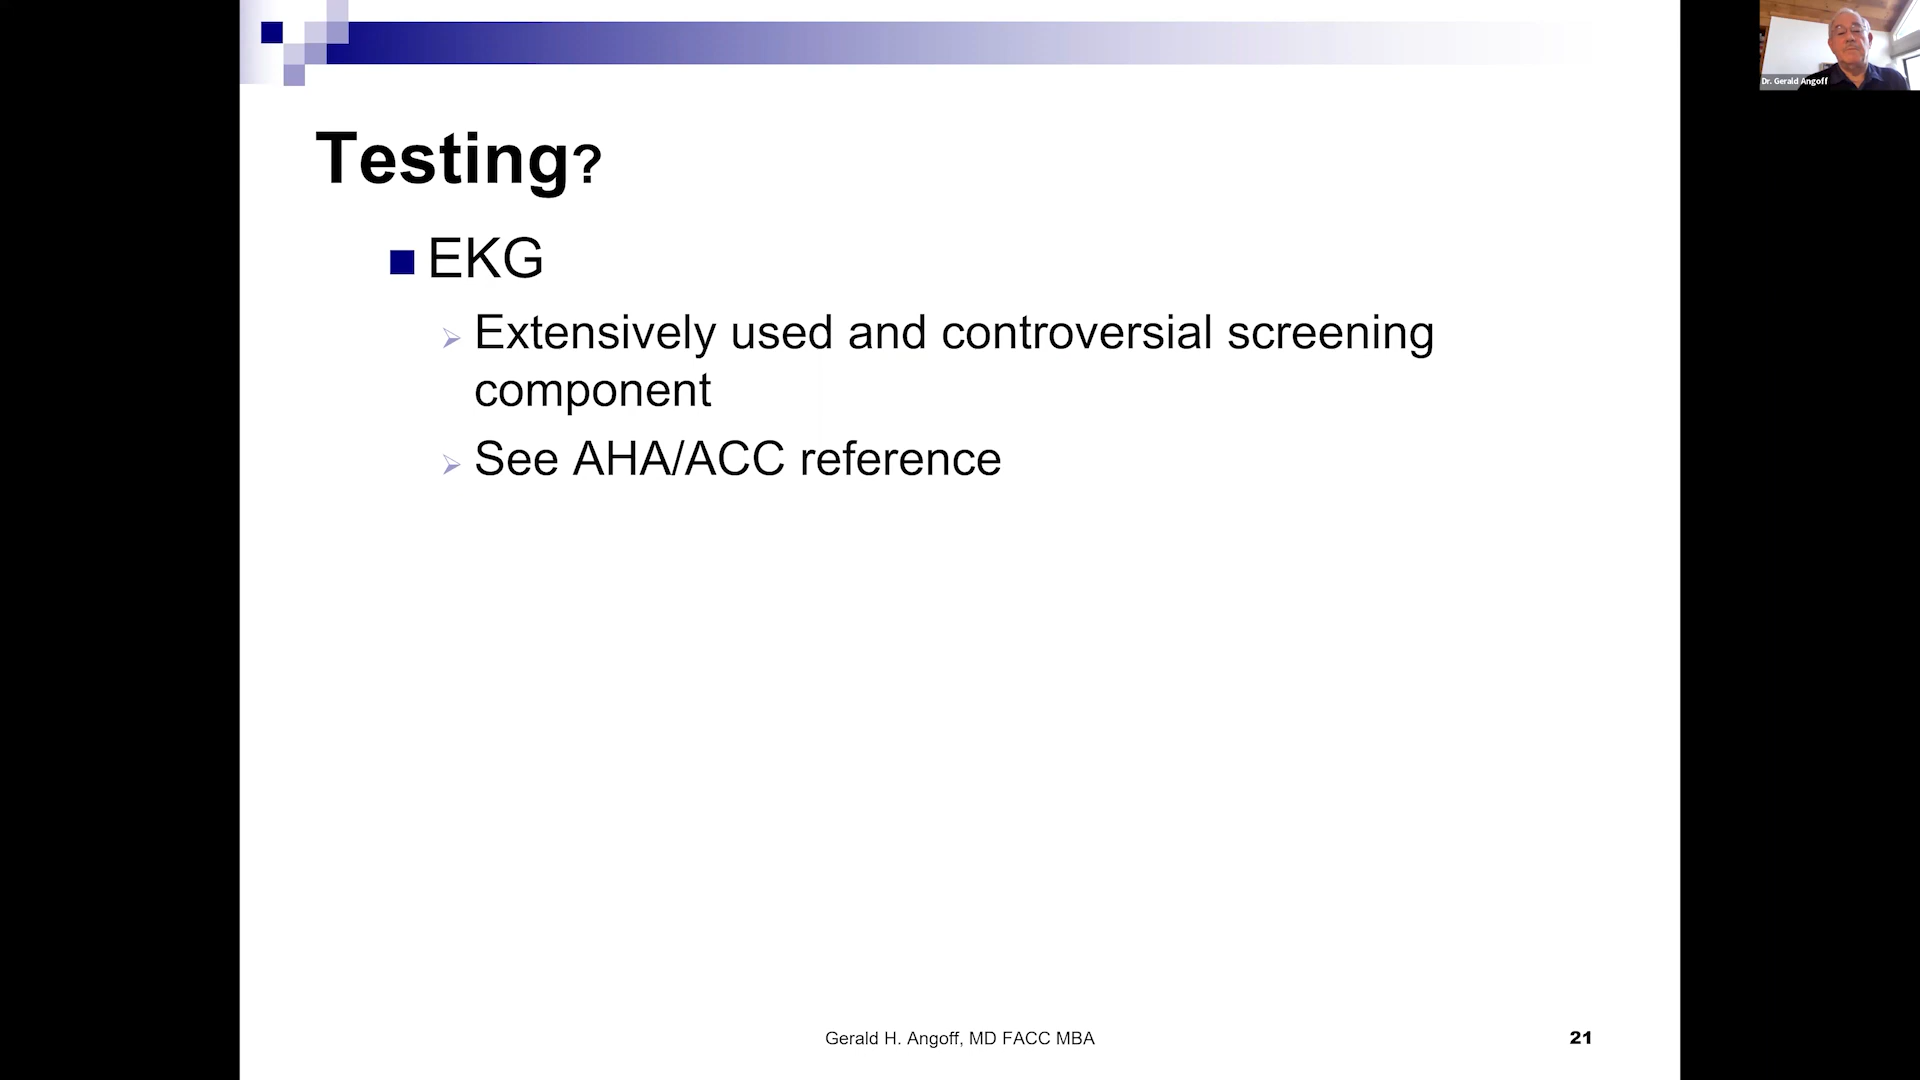 Dr. Gerald Angoff
Testing?
EKG
Extensively used and controversial screening
component
See AHA/ACC reference
Gerald H. Angoff, MD FACC MBA
21